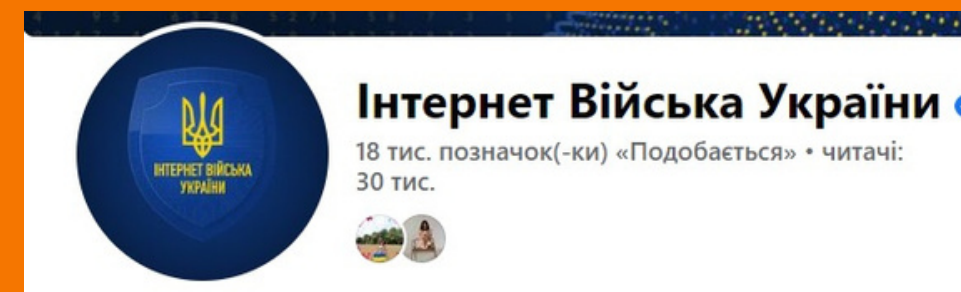 Інтернет Війська України
18 тис. позначок(-ки) «Подобається» • читачі:
30 тис.
ІНТЕРНЕТ ВІЙСЬКА
УКРАЇНИ